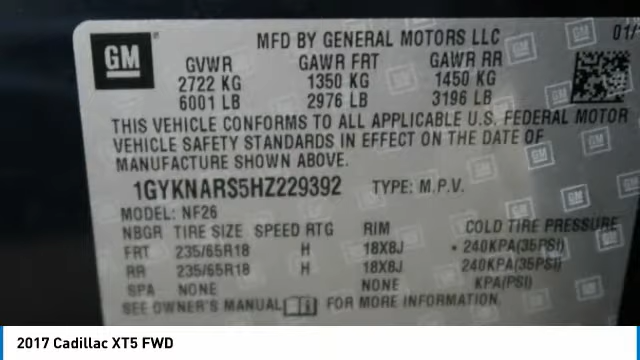 GM
MFD BY GENERAL MOTORS LLC 01/
GVWR GAWR FRT GAWR RR
2722 KG 1350 KG 1450 KG
6001 LB 2976 LB 3196 LB
THIS VEHICLE CONFORMS TO ALL APPLICABLE U.S. FEDERAL MOTOR
VEHICLE SAFETY STANDARDS IN EFFECT ON THE DATE OF
MANUFACTURE SHOWN ABOVE.
1GYKNARS5HZ229392 TYPE: M.P.V.
MODEL: NF26
NBGR TIRE SIZE SPEED RTG RIM COLD TIRE PRESSURE
FRT 235/65R18 H 18X8J 240KPA(35PSI)
RR 235/65R18 H 18X8J 240KPA(35PSI)
SPA NONE NONE KPA(PSI)
SEE OWNER'S MANUAL FOR MORE INFORMATION.
2017 Cadillac XT5 FWD